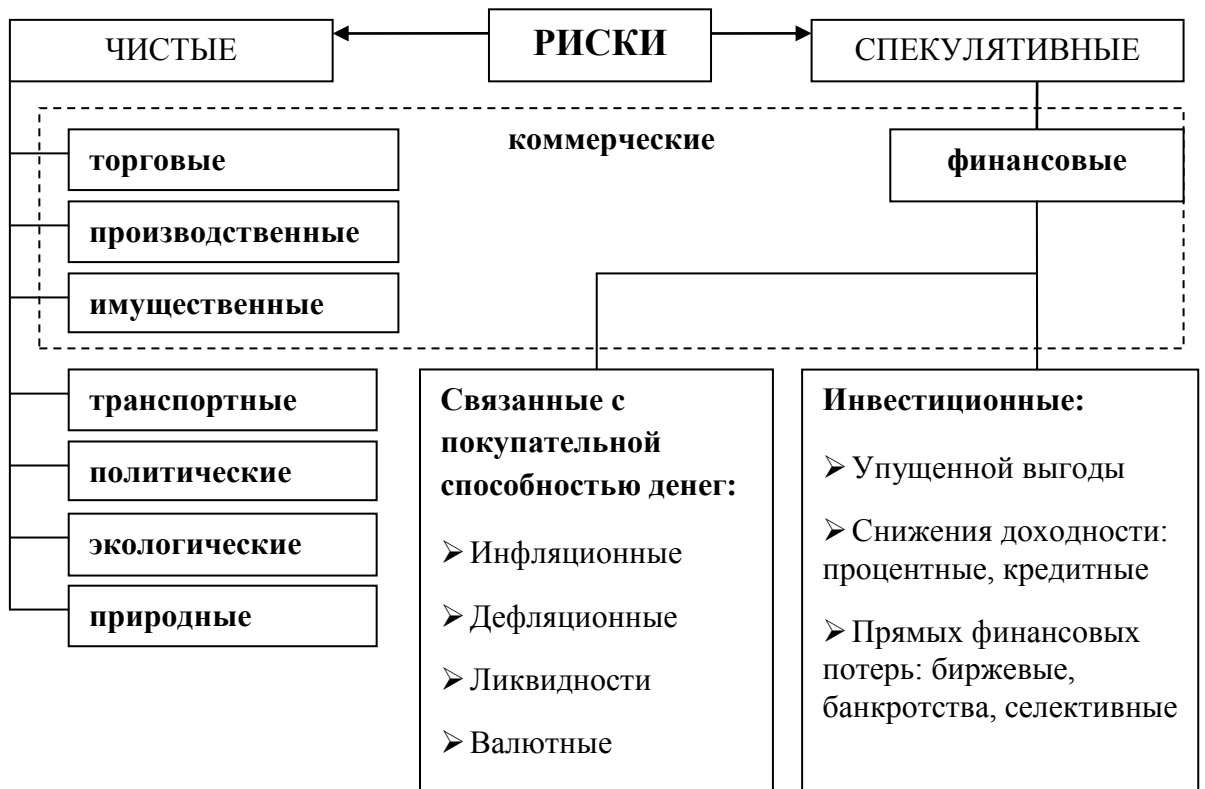 ЧИСТЫЕ
РИСКИ
СПЕКУЛЯТИВНЫЕ
коммерческие
торговые
финансовые
производственные
имущественные
транспортные
политические
экологические
природные
Связанные с
покупательной
способностью денег:
➢ Инфляционные
➢ Дефляционные
➢ Ликвидности
➢ Валютные
Инвестиционные:
➢ Упущенной выгоды
➢ Снижения доходности:
процентные, кредитные
➢ Прямых финансовых
потерь: биржевые,
банкротства, селективные